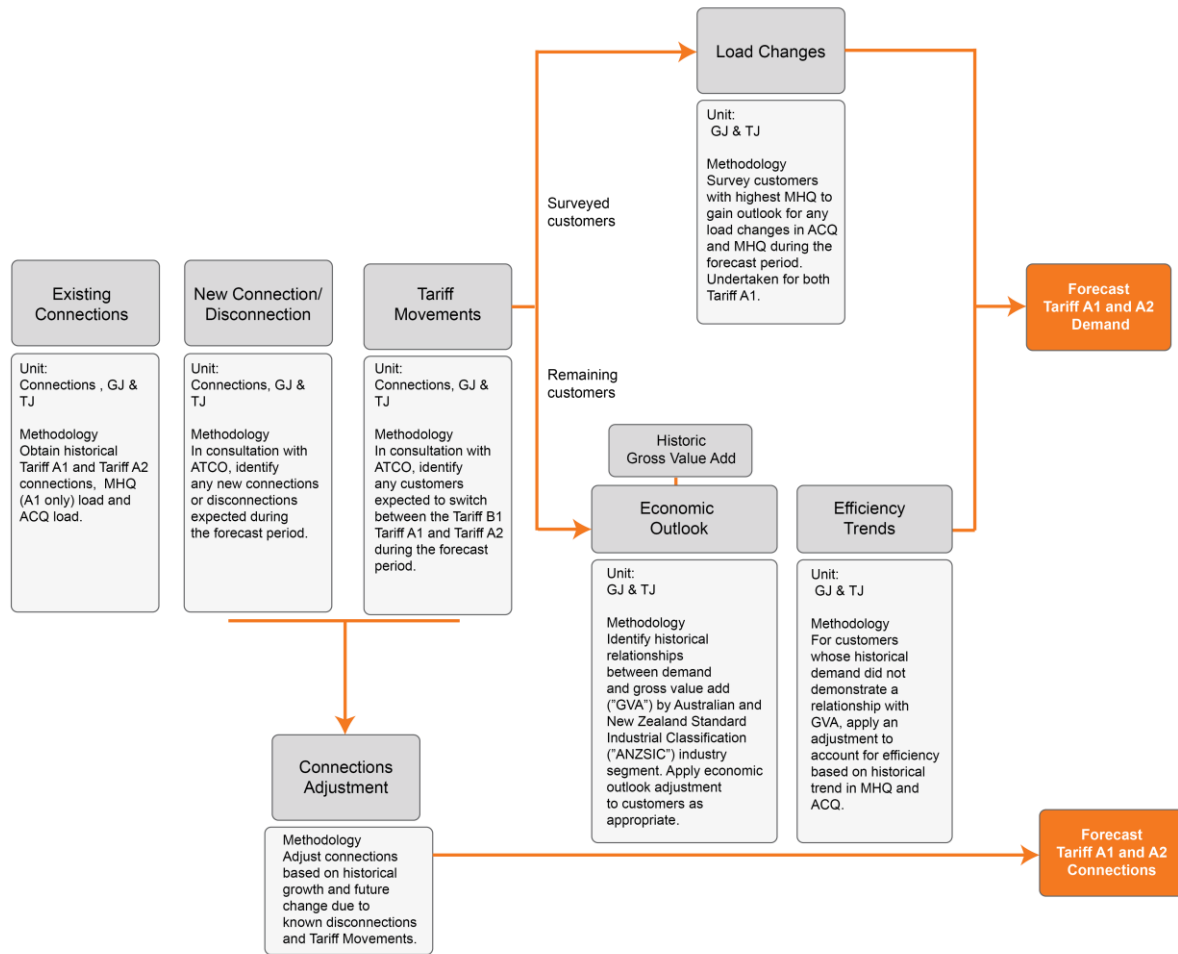 Load Changes
Unit:
GJ & TJ
Methodology
Survey customers
with highest MHQ to
gain outlook for any
load changes in ACQ
and MHQ during the
forecast period.
Undertaken for both
Tariff A1.
Surveyed
customers
Existing
Connections
Unit:
Connections , GJ &
TJ
Methodology
Obtain historical
Tariff A1 and Tariff A2
connections, MHQ
(A1 only) load and
ACQ load.
New Connection/
Disconnection
Unit:
Connections, GJ &
TJ
Methodology
In consultation with
ATCO, identify
any new connections
or disconnections
expected during
the forecast period.
Tariff
Movements
Unit:
Connections, GJ &
TJ
Methodology
In consultation with
ATCO, identify
any customers
expected to switch
between the Tariff B1
Tariff A1 and Tariff A2
during the forecast
period.
Forecast
Tariff A1 and A2
Demand
Remaining
customers
Historic
Gross Value Add
Economic
Outlook
Unit:
GJ & TJ
Methodology
Identify historical
relationships
between demand
and gross value add
("GVA") by Australian and
New Zealand Standard
Industrial Classification
("ANZSIC") industry
segment. Apply economic
outlook adjustment
to customers as
appropriate.
Efficiency
Trends
Unit:
GJ & TJ
Methodology
For customers
whose historical
demand did not
demonstrate a
relationship with
GVA, apply an
adjustment to
account for efficiency
based on historical
trend in MHQ and
ACQ.
Connections
Adjustment
Methodology
Adjust connections
based on historical
growth and future
change due to
known disconnections
and Tariff Movements.
Forecast
Tariff A1 and A2
Connections